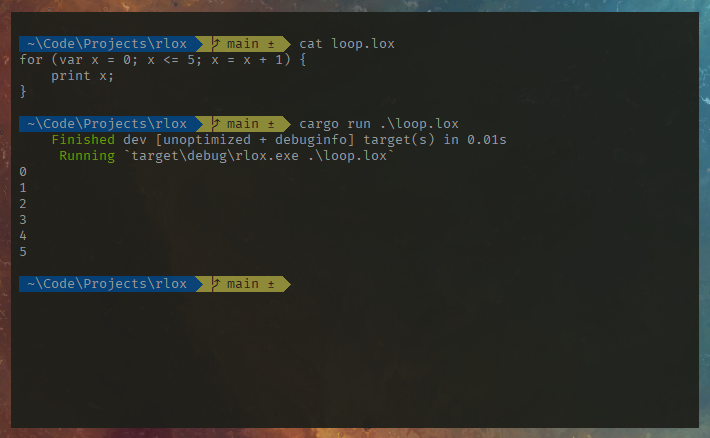 ~\Code\Projects\rlox main ± cat loop.lox
for (var x = 0; x <= 5; x = x + 1) {
    print x;
}
~\Code\Projects\rlox main ± cargo run .\loop.lox
    Finished dev [unoptimized + debuginfo] target(s) in 0.01s
     Running `target\debug\rlox.exe .\loop.lox`
0
1
2
3
4
5
~\Code\Projects\rlox main ±